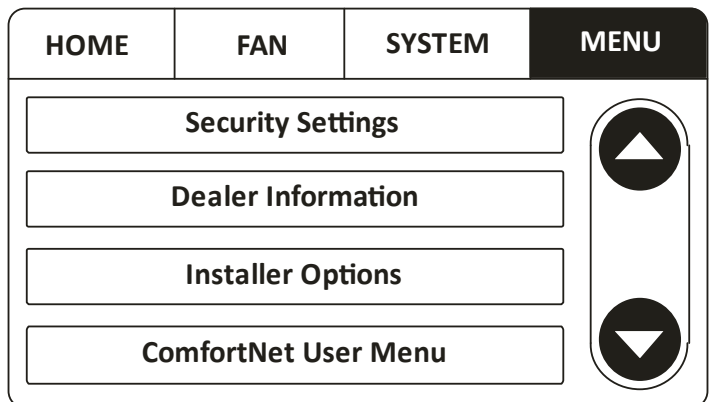 HOME FAN SYSTEM MENU
Security Settings
Dealer Information
Installer Options
ComfortNet User Menu